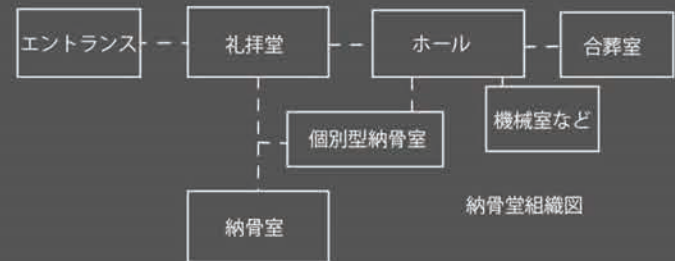 エントランス
礼拝堂
ホール
合葬室
個別型納骨室
機械室など
納骨室
納骨堂組織図